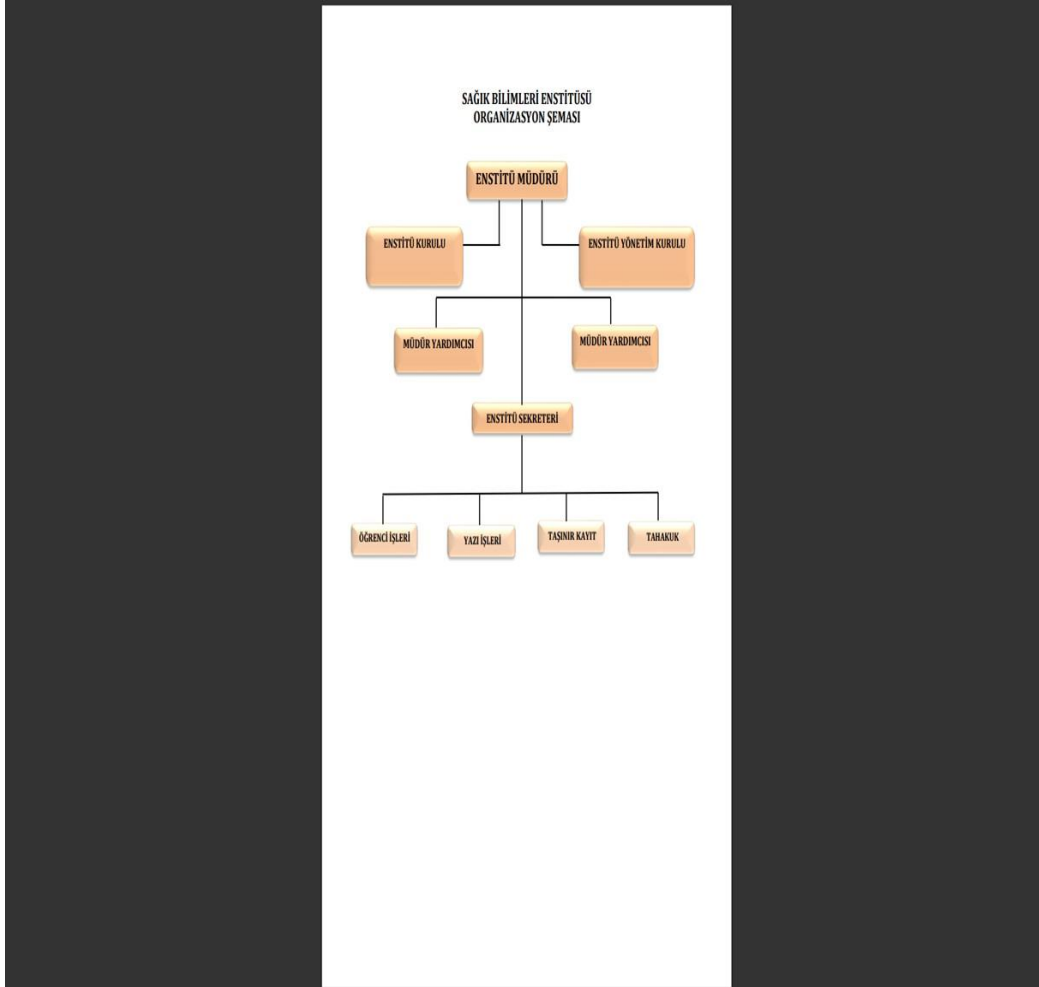 SAĞIK BİLİMLERİ ENSTİTÜSÜ
ORGANİZASYON ŞEMASI
ENSTİTÜ MÜDÜRÜ
ENSTİTÜ KURULU
ENSTİTÜ YÖNETİM KURULU
MÜDÜR YARDIMCISI
MÜDÜR YARDIMCISI
ENSTİTÜ SEKRETERİ
ÖĞRENCİ İŞLERİ
YAZI İŞLERİ
TAŞINIR KAYIT
TAHAKUK